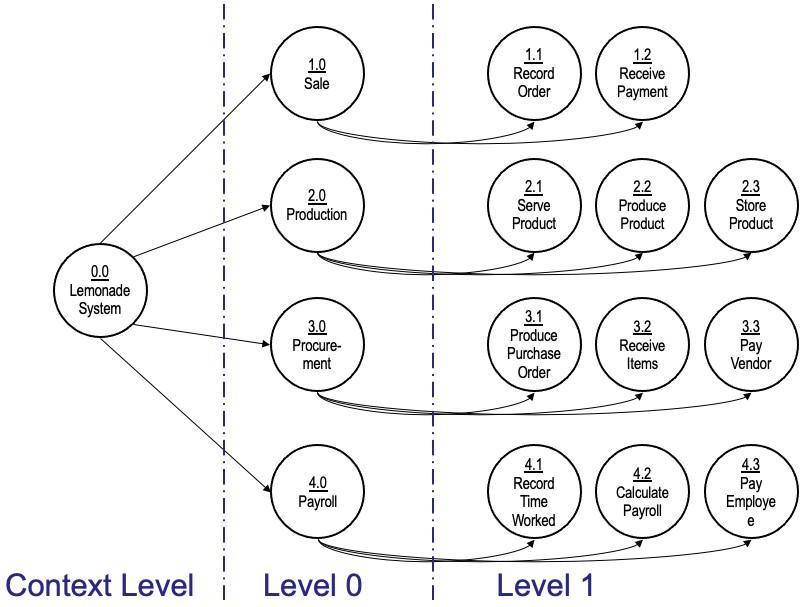 1.0
Sale
1.1
Record
Order
1.2
Receive
Payment
2.0
Production
2.1
Serve
Product
2.2
Produce
Product
2.3
Store
Product
0.0
Lemonade
System
3.0
Procure-
ment
3.1
Produce
Purchase
Order
3.2
Receive
Items
3.3
Pay
Vendor
4.0
Payroll
4.1
Record
Time
Worked
4.2
Calculate
Payroll
4.3
Pay
Employe
e
Context Level
Level 0
Level 1